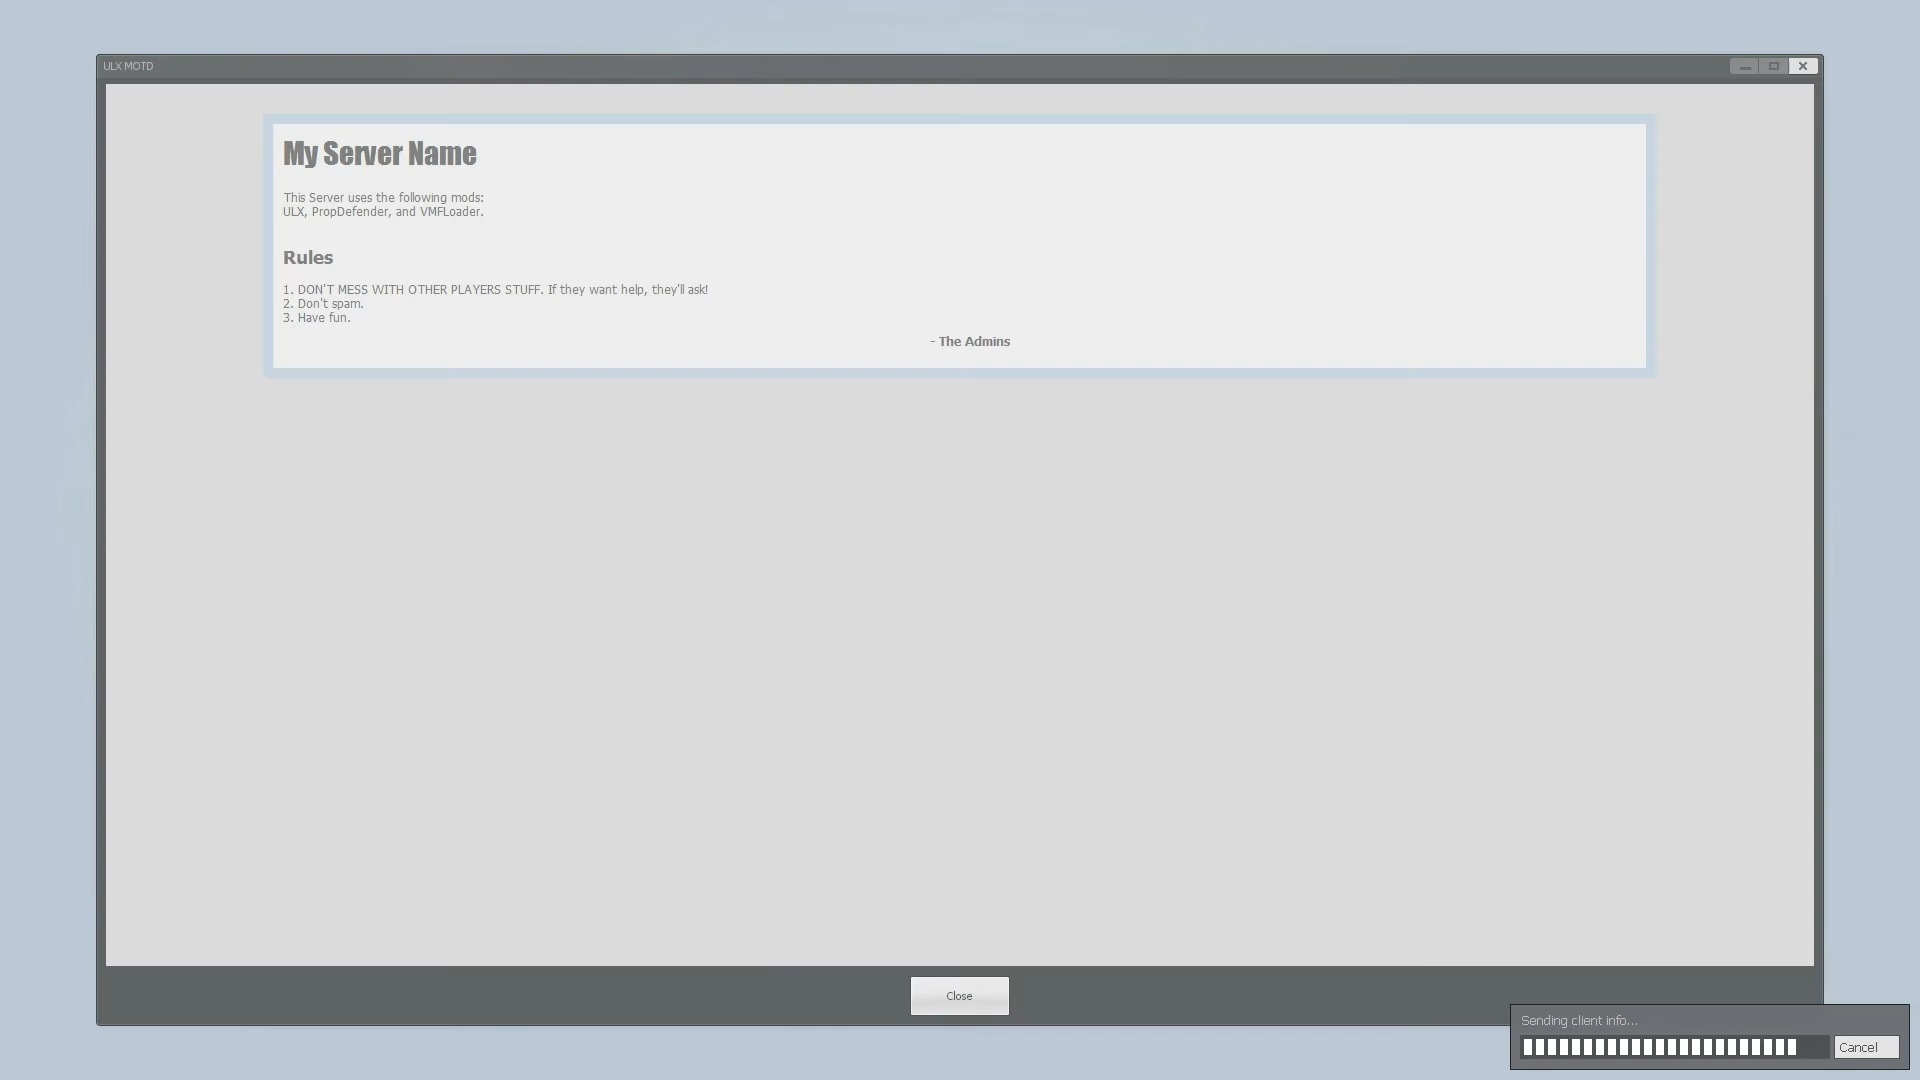 ULX MOTD
My Server Name
This Server uses the following mods:
ULX, PropDefender, and VMFLoader.
Rules
1. DON'T MESS WITH OTHER PLAYERS STUFF. If they want help, they'll ask!
2. Don't spam.
3. Have fun.
- The Admins
Close
Sending client info...
Cancel